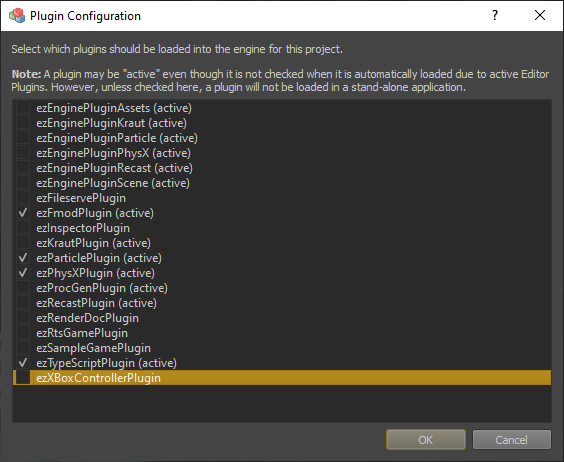 Plugin Configuration
Select which plugins should be loaded into the engine for this project.
Note: A plugin may be "active" even though it is not checked when it is automatically loaded due to active Editor
Plugins. However, unless checked here, a plugin will not be loaded in a stand-alone application.
ezEnginePluginAssets (active)
ezEnginePluginKraut (active)
ezEnginePluginParticle (active)
ezEnginePluginPhysX (active)
ezEnginePluginRecast (active)
ezEnginePluginScene (active)
ezFileservePlugin
ezFmodPlugin (active)
ezInspectorPlugin
ezKrautPlugin (active)
ezParticlePlugin (active)
ezPhysXPlugin (active)
ezProcGenPlugin (active)
ezRecastPlugin (active)
ezRenderDocPlugin
ezRtsGamePlugin
ezSampleGamePlugin
ezTypeScriptPlugin (active)
ezXBoxControllerPlugin
OK Cancel